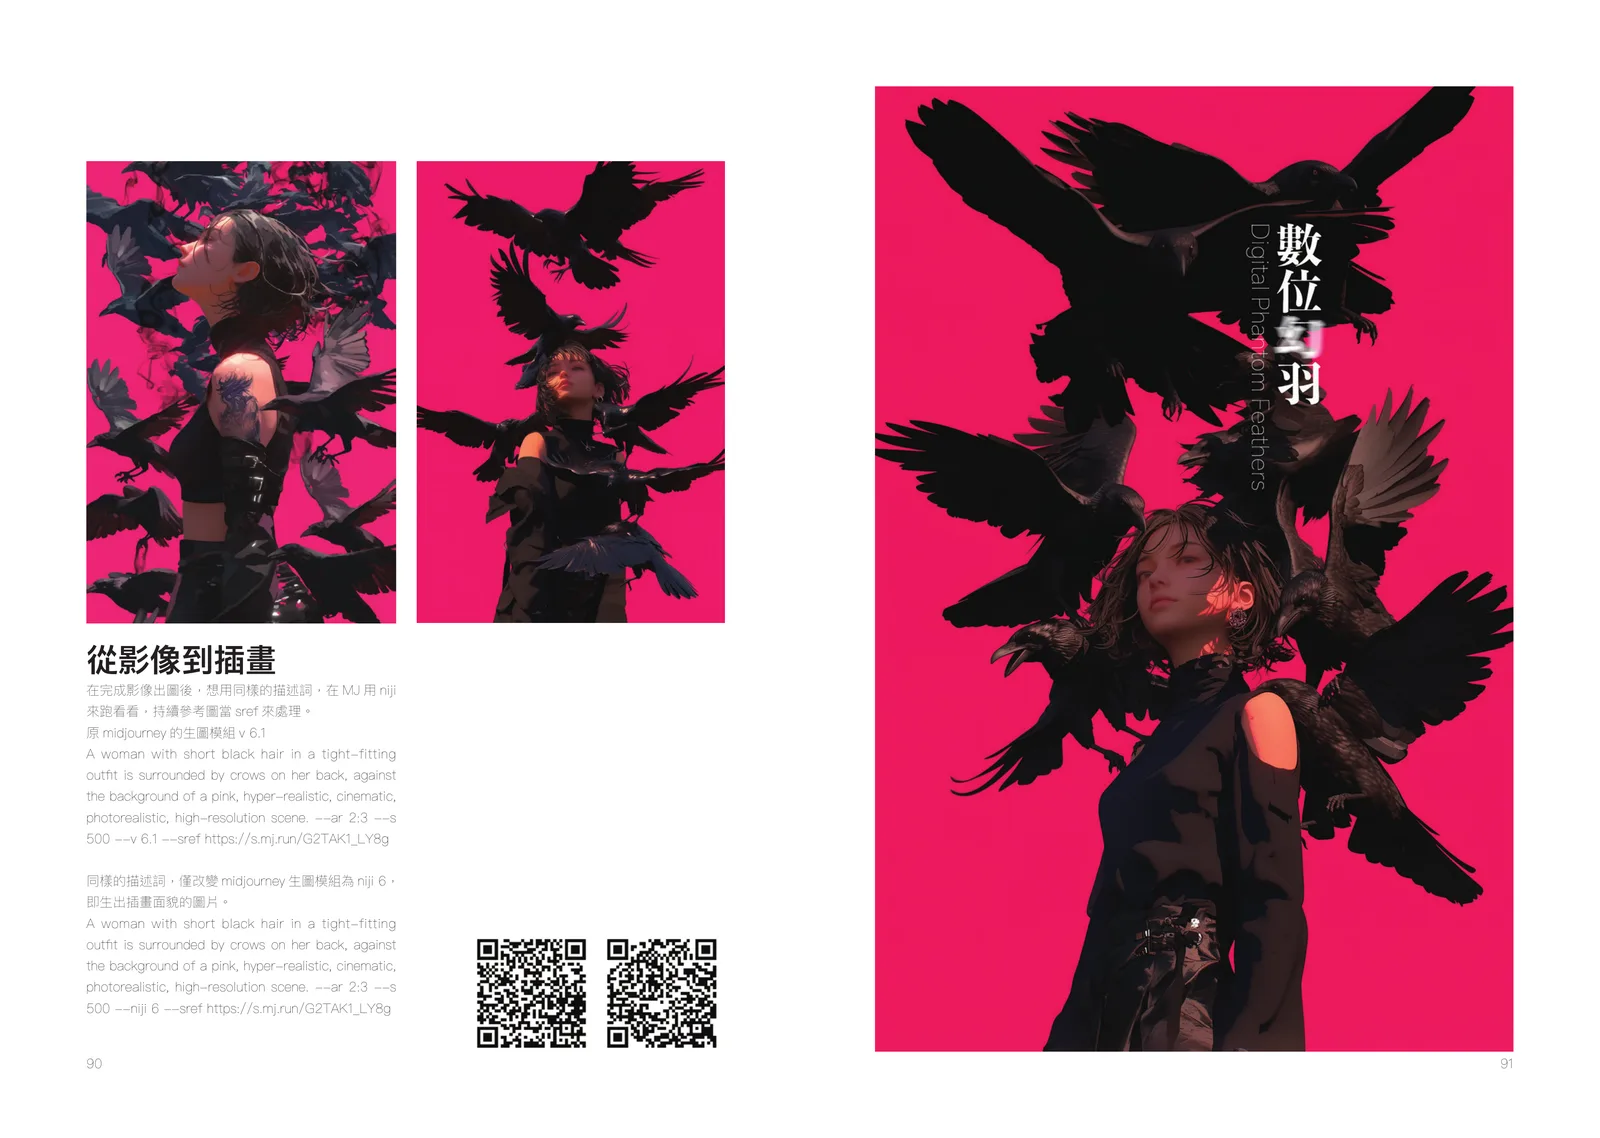 從影像到插畫
在完成影像出圖後，想用同樣的描述詞，在 MJ 用 niji
來跑看看，持續參考圖當 sref 來處理。
原 midjourney 的生圖模組 v 6.1
A woman with short black hair in a tight-fitting
outfit is surrounded by crows on her back, against
the background of a pink, hyper-realistic, cinematic,
photorealistic, high-resolution scene. --ar 2:3 --s
500 --v 6.1 --sref https://s.mj.run/G2TAK1_LY8g
同樣的描述詞，僅改變 midjourney 生圖模組為 niji 6，
即生出插畫面貌的圖片。
A woman with short black hair in a tight-fitting
outfit is surrounded by crows on her back, against
the background of a pink, hyper-realistic, cinematic,
photorealistic, high-resolution scene. --ar 2:3 --s
500 --niji 6 --sref https://s.mj.run/G2TAK1_LY8g
90
數位幻羽
Digital Phantom Feathers
91